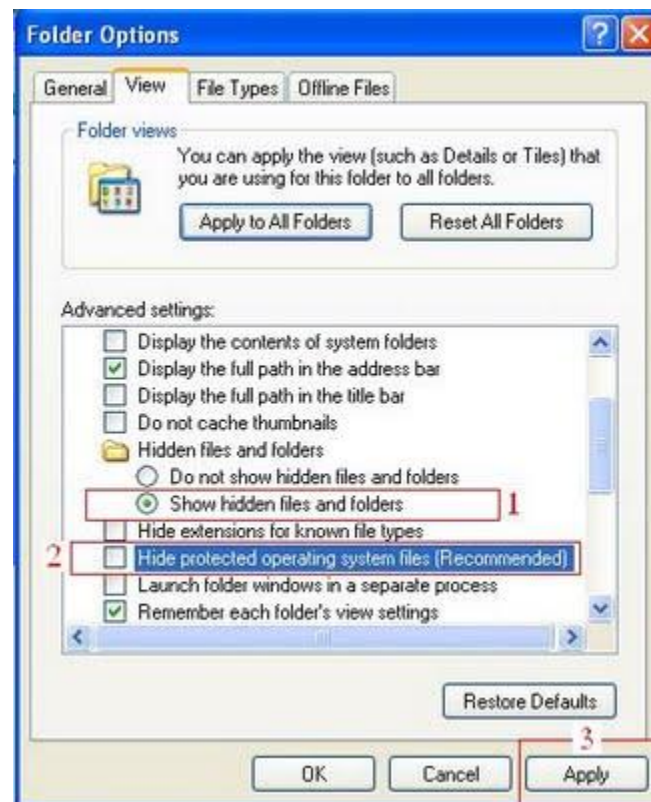 Folder Options
General View File Types Offline Files
Folder views
You can apply the view (such as Details or Tiles) that
you are using for this folder to all folders.
Apply to All Folders Reset All Folders
Advanced settings:
Display the contents of system folders
Display the full path in the address bar
Display the full path in the title bar
Do not cache thumbnails
Hidden files and folders
Do not show hidden files and folders
Show hidden files and folders 1
Hide extensions for known file types
2 Hide protected operating system files (Recommended)
Launch folder windows in a separate process
Remember each folder's view settings
Restore Defaults
3
OK Cancel Apply